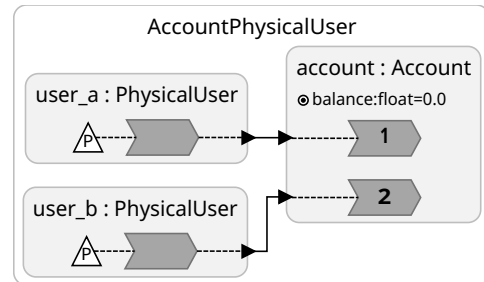 AccountPhysicalUser
user_a : PhysicalUser
P
user_b : PhysicalUser
P
account : Account
balance:float=0.0
1
2